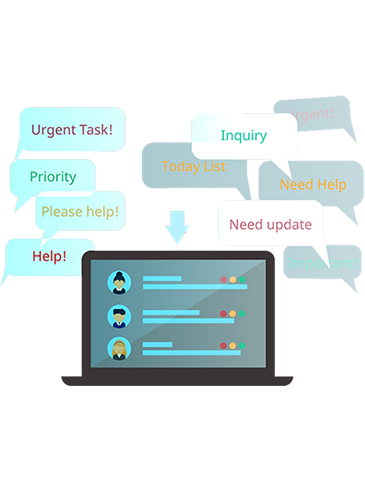 Urgent Task!
Priority
Please help!
Help!
Urgent!
Inquiry
Today List
Need Help
Need update
Important!